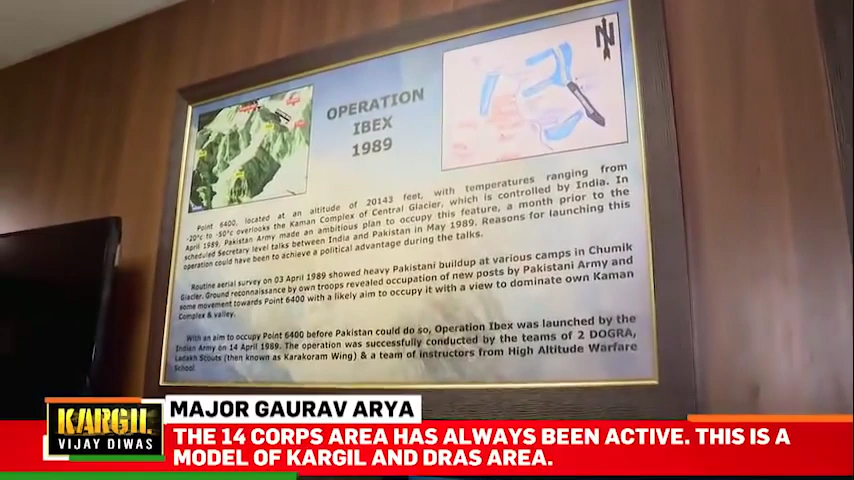 OPERATION
IBEX
1989
N
Point 6400, located at an altitude of 20143 feet, with temperatures ranging from
-20°c to -50°c overlooks the Kaman Complex of Central Glacier, which is controlled by India. In
April 1989, Pakistan Army made an ambitious plan to occupy this feature, a month prior to the
scheduled Secretary level talks between India and Pakistan in May 1989. Reasons for launching this
operation could have been to achieve a political advantage during the talks.
Routine aerial survey on 03 April 1989 showed heavy Pakistani buildup at various camps in Chumik
Glacier. Ground reconnaissance by own troops revealed occupation of new posts by Pakistani Army and
some movement towards Point 6400 with a likely aim to occupy it with a view to dominate own Kaman
Complex & valley.
With an aim to occupy Point 6400 before Pakistan could do so, Operation Ibex was launched by the
Indian Army on 14 April 1989. The operation was successfully conducted by the teams of 2 DOGRA,
Ladakh Scouts (then known as Karakoram Wing) & a team of instructors from High Altitude Warfare
School.
KARGIL
VIJAY DIWAS
MAJOR GAURAV ARYA
THE 14 CORPS AREA HAS ALWAYS BEEN ACTIVE. THIS IS A
MODEL OF KARGIL AND DRAS AREA.